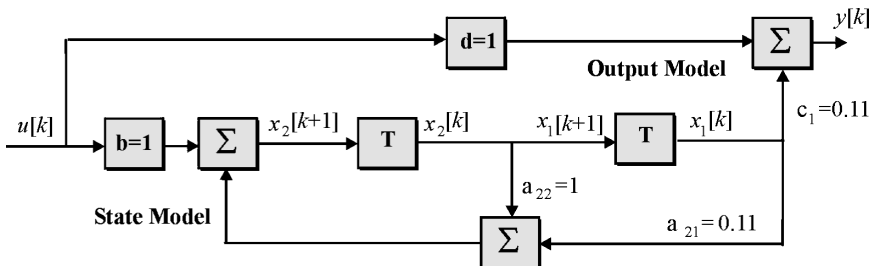 y[k]
d=1
Σ
Output Model
c₁=0.11
u[k]
b=1
Σ
x₂[k+1]
T
x₂[k]
x₁[k+1]
T
x₁[k]
a₂₂=1
State Model
Σ
a₂₁=0.11